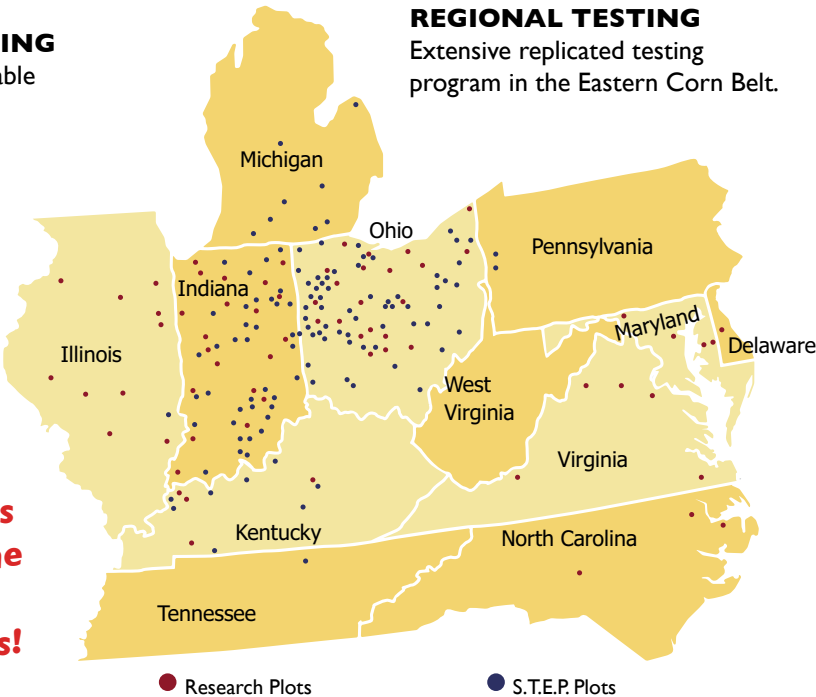 ING
able
REGIONAL TESTING
Extensive replicated testing
program in the Eastern Corn Belt.
Michigan
Ohio
Pennsylvania
Indiana
Maryland
Illinois
Delaware
West
Virginia
Virginia
s
Kentucky
North Carolina
Tennessee
s!
Research Plots
S.T.E.P. Plots